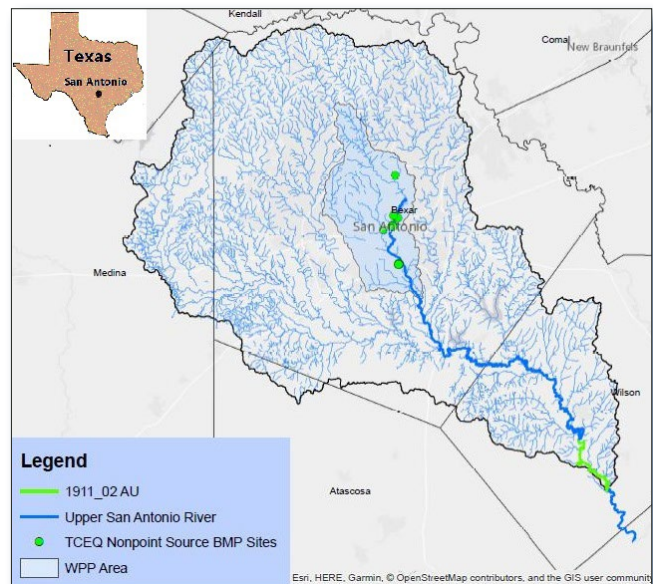 Texas
San Antonio
Kendall
Comal
New Braunfels
Bexar
San Antonio
Medina
Wilson
Atascosa
Legend
1911_02 AU
Upper San Antonio River
TCEQ Nonpoint Source BMP Sites
WPP Area
Esri, HERE, Garmin, © OpenStreetMap contributors, and the GIS user communit